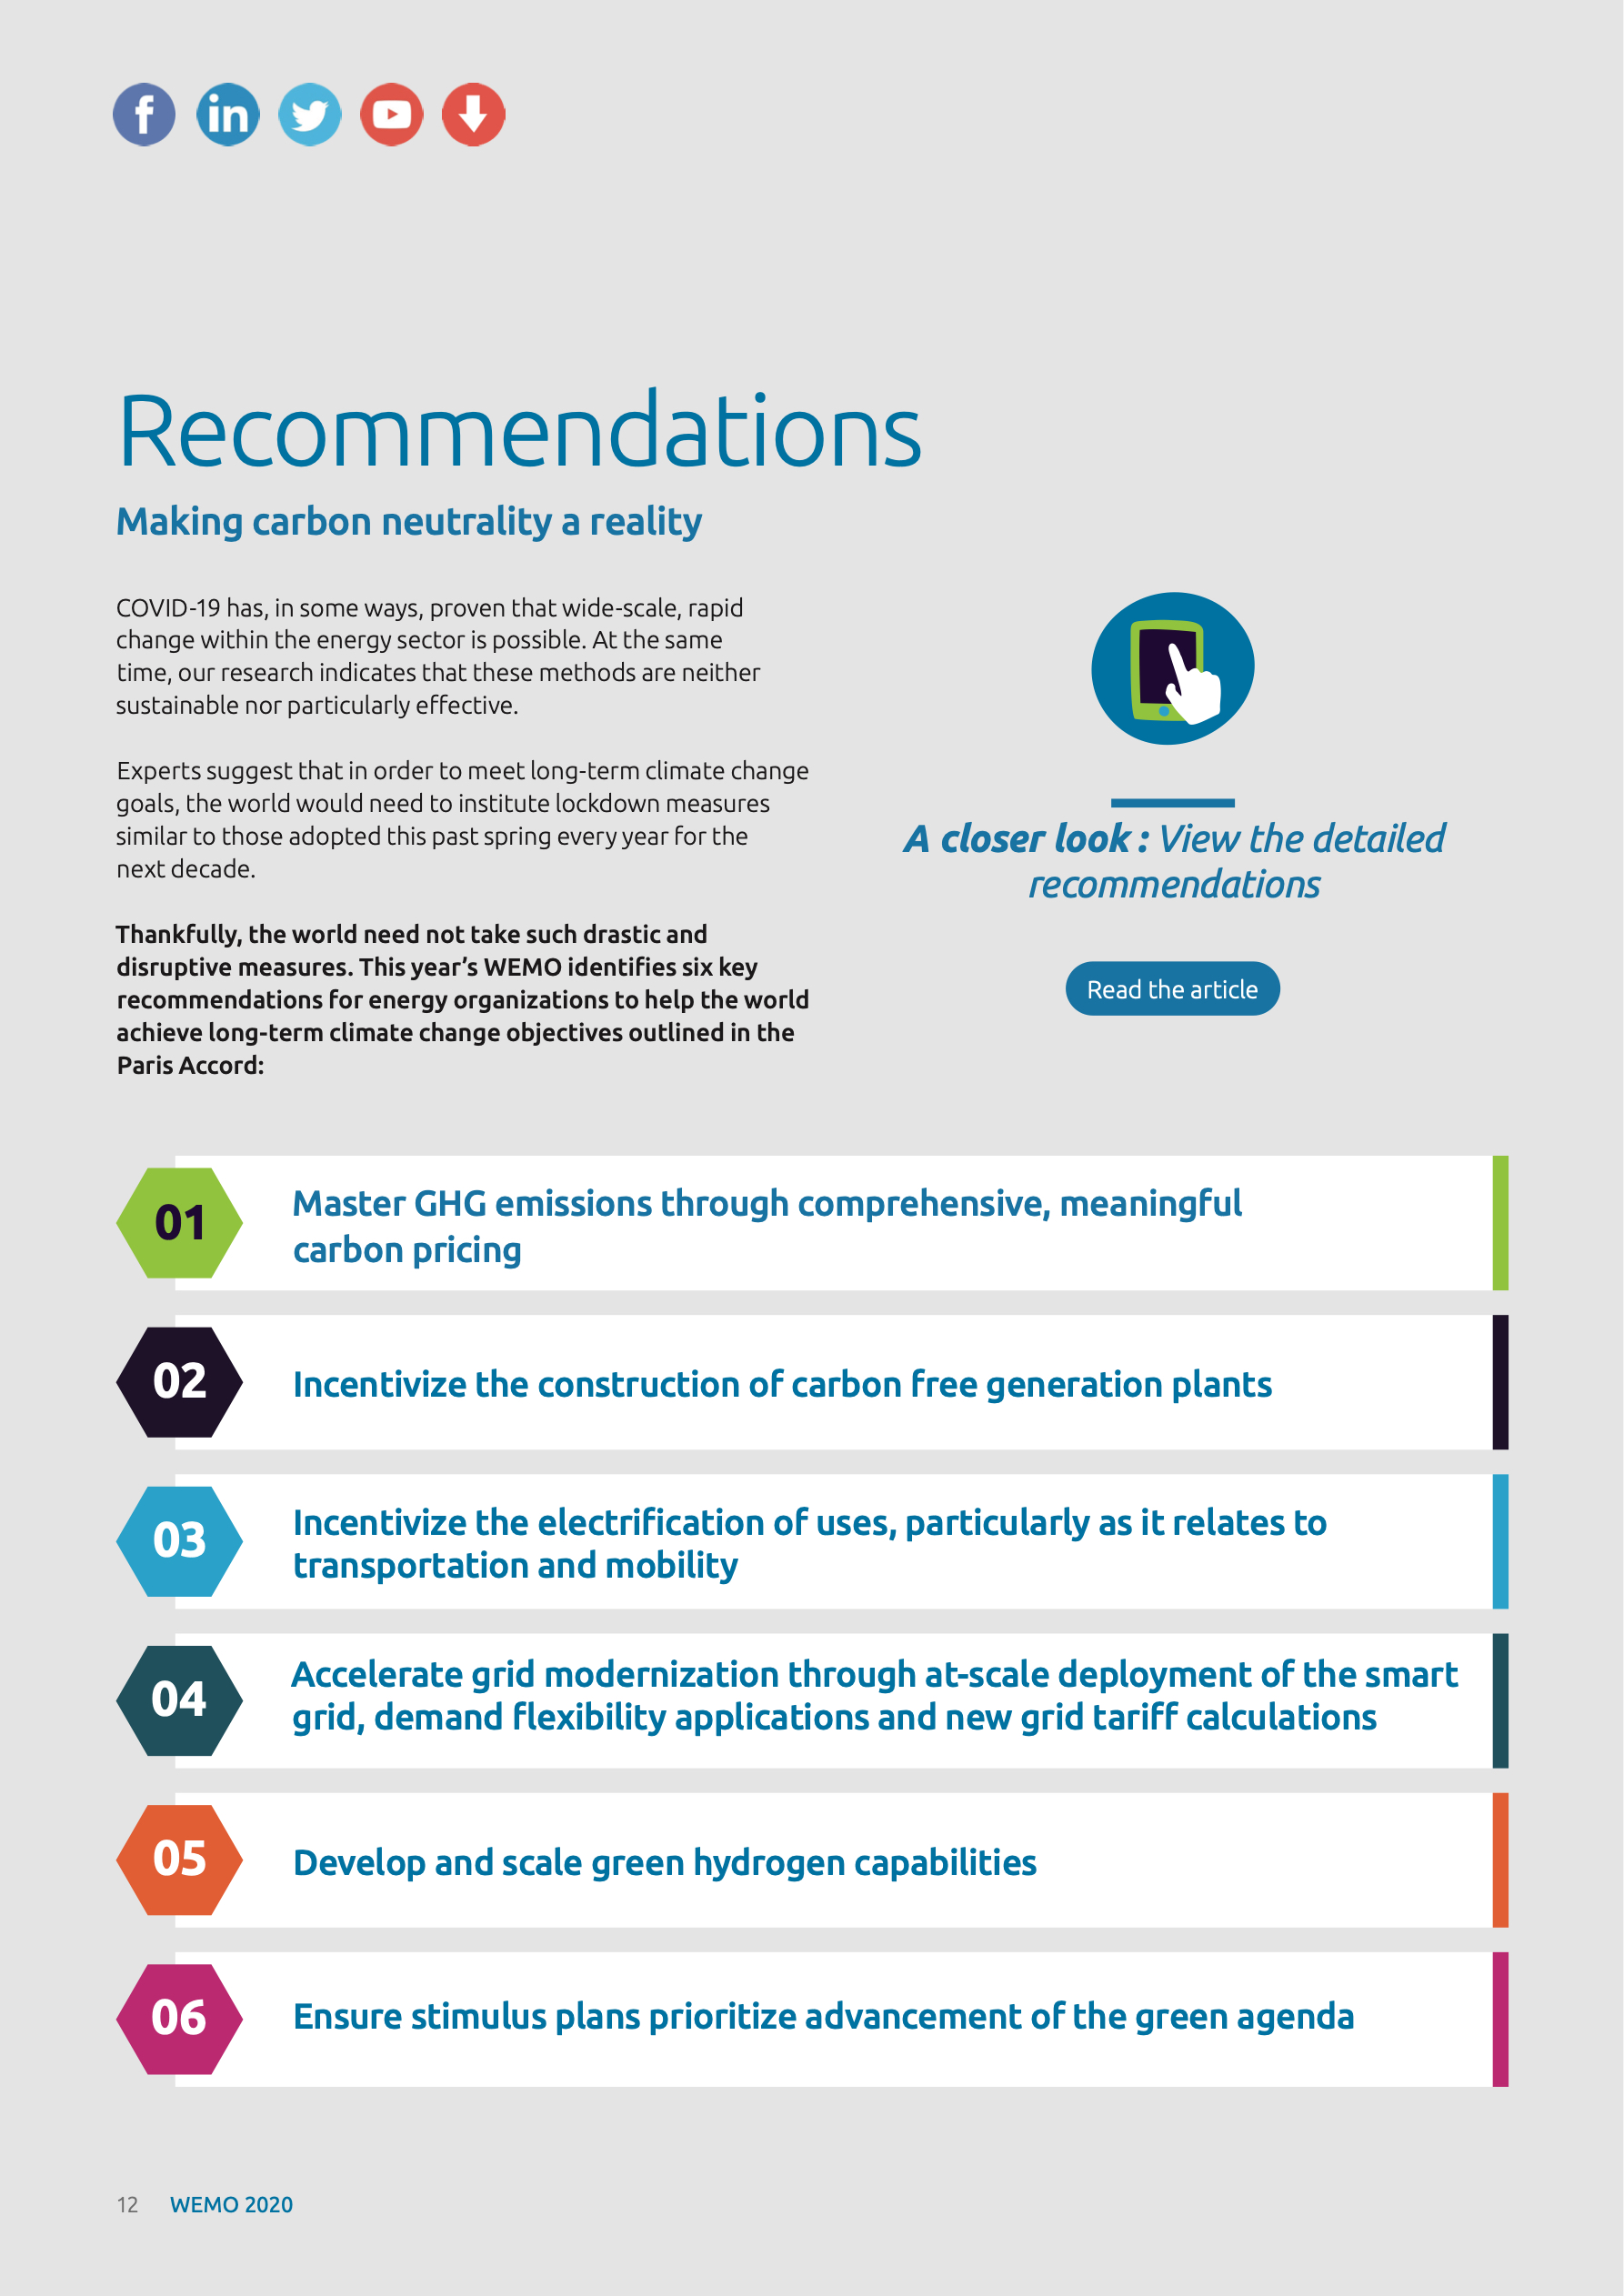 f in
Recommendations
Making carbon neutrality a reality
COVID-19 has, in some ways, proven that wide-scale, rapid
change within the energy sector is possible. At the same
time, our research indicates that these methods are neither
sustainable nor particularly effective.
Experts suggest that in order to meet long-term climate change
goals, the world would need to institute lockdown measures
similar to those adopted this past spring every year for the
next decade.
Thankfully, the world need not take such drastic and
disruptive measures. This year’s WEMO identifies six key
recommendations for energy organizations to help the world
achieve long-term climate change objectives outlined in the
Paris Accord:
A closer look : View the detailed
recommendations
Read the article
01
Master GHG emissions through comprehensive, meaningful
carbon pricing
02
Incentivize the construction of carbon free generation plants
03
Incentivize the electrification of uses, particularly as it relates to
transportation and mobility
04
Accelerate grid modernization through at-scale deployment of the smart
grid, demand flexibility applications and new grid tariff calculations
05
Develop and scale green hydrogen capabilities
06
Ensure stimulus plans prioritize advancement of the green agenda
12 WEMO 2020